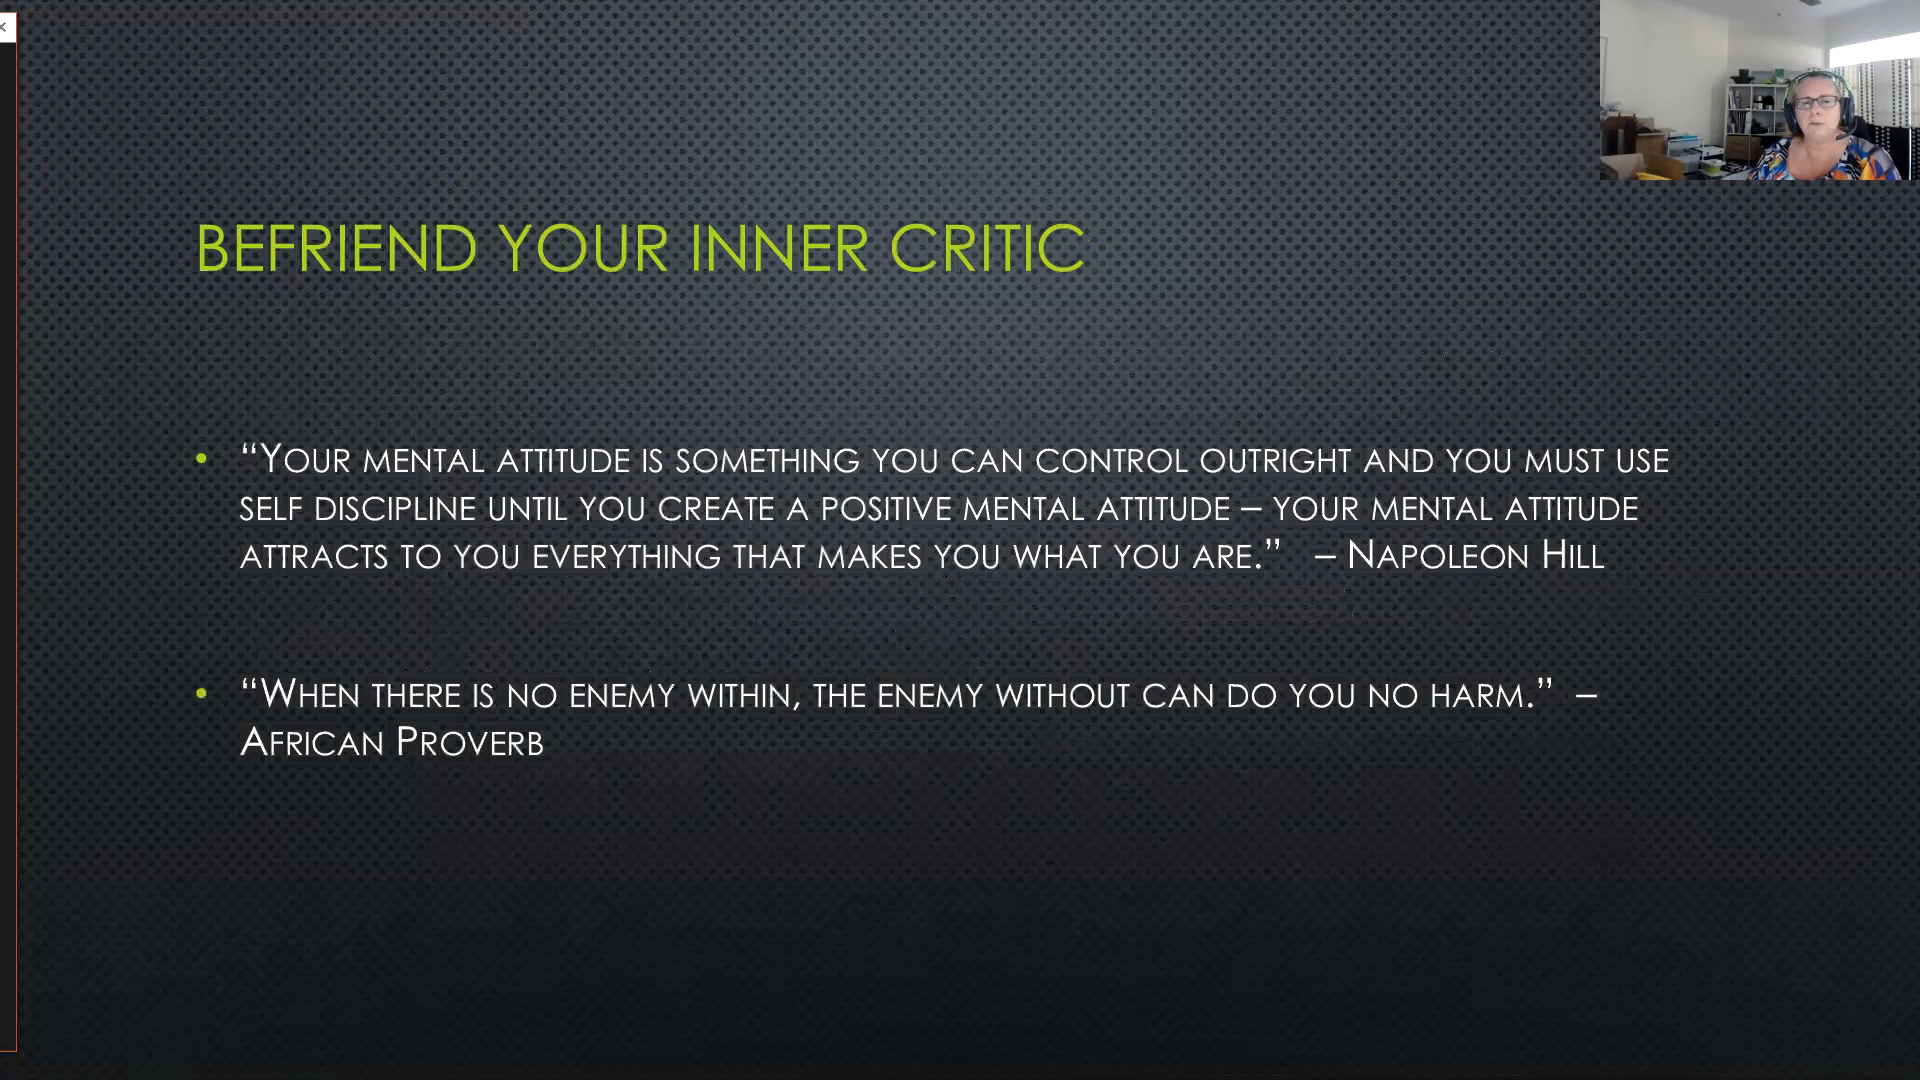 BEFRIEND YOUR INNER CRITIC
• “YOUR MENTAL ATTITUDE IS SOMETHING YOU CAN CONTROL OUTRIGHT AND YOU MUST USE
SELF DISCIPLINE UNTIL YOU CREATE A POSITIVE MENTAL ATTITUDE – YOUR MENTAL ATTITUDE
ATTRACTS TO YOU EVERYTHING THAT MAKES YOU WHAT YOU ARE.” – NAPOLEON HILL
• “WHEN THERE IS NO ENEMY WITHIN, THE ENEMY WITHOUT CAN DO YOU NO HARM.” –
AFRICAN PROVERB